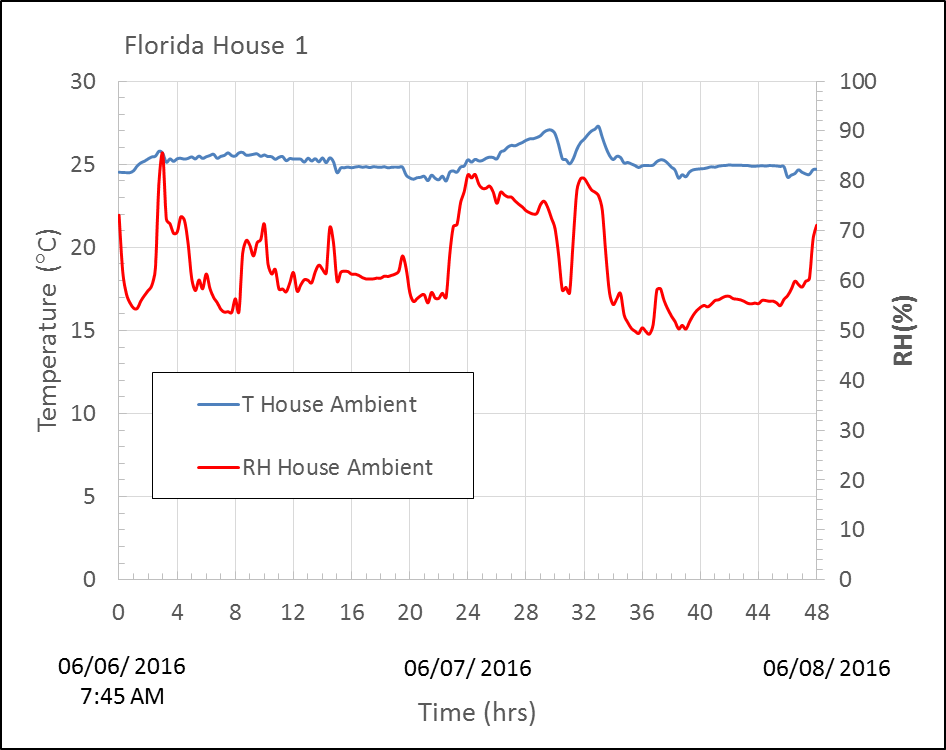 Florida House 1
30
25
20
15
10
5
0
Temperature (°C)
100
90
80
70
60
50
40
30
20
10
0
RH(%)
T House Ambient
RH House Ambient
0 4 8 12 16 20 24 28 32 36 40 44 48
06/06/ 2016 06/07/ 2016 06/08/ 2016
7:45 AM
Time (hrs)